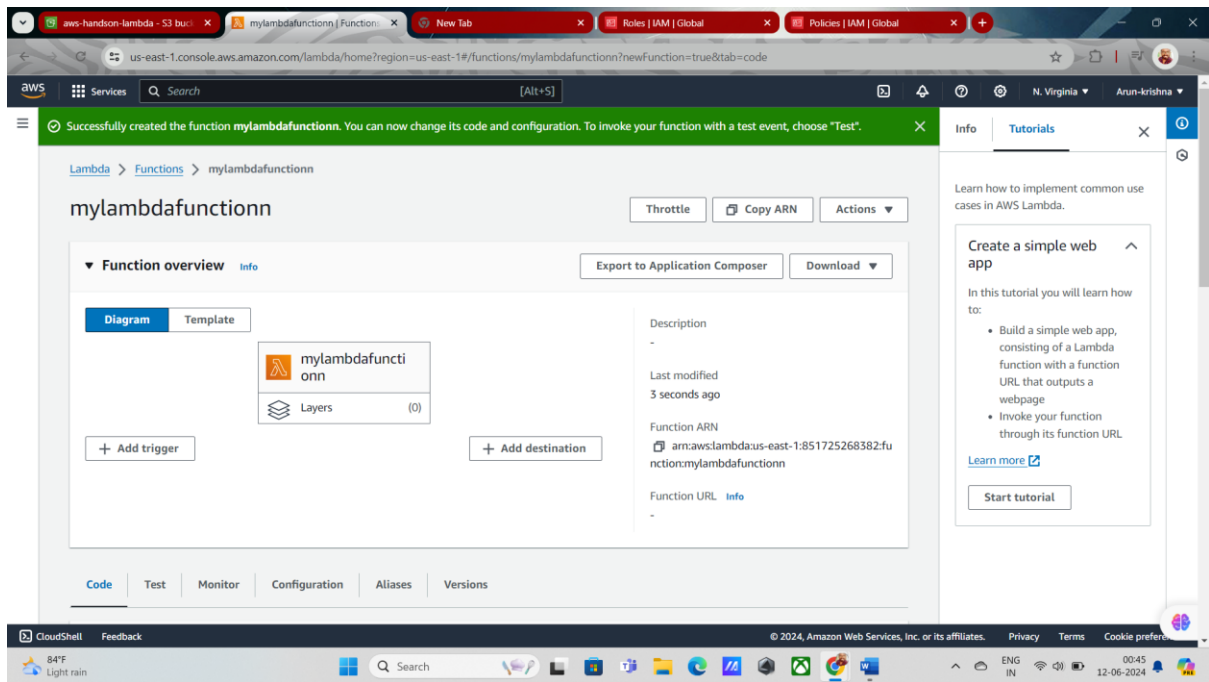 aws-handson-lambda - S3 buck
mylambdafunctionn | Functions
New Tab
Roles | IAM | Global
Policies | IAM | Global
us-east-1.console.aws.amazon.com/lambda/home?region=us-east-1#/functions/mylambdafunctionn?newFunction=true&tab=code
aws
Services
Search
[Alt+S]
N. Virginia
Arun-krishna
Successfully created the function mylambdafunctionn. You can now change its code and configuration. To invoke your function with a test event, choose "Test".
Lambda > Functions > mylambdafunctionn
mylambdafunctionn
Throttle
Copy ARN
Actions
Function overview Info
Export to Application Composer
Download
Diagram
Template
mylambdafuncti
onn
Layers (0)
+ Add trigger
+ Add destination
Description
-
Last modified
3 seconds ago
Function ARN
arn:aws:lambda:us-east-1:851725268382:fu
nction:mylambdafunctionn
Function URL Info
-
Code
Test
Monitor
Configuration
Aliases
Versions
Info
Tutorials
Learn how to implement common use
cases in AWS Lambda.
Create a simple web
app
In this tutorial you will learn how
to:
• Build a simple web app,
consisting of a Lambda
function with a function
URL that outputs a
webpage
• Invoke your function
through its function URL
Learn more
Start tutorial
CloudShell
Feedback
© 2024, Amazon Web Services, Inc. or its affiliates.
Privacy
Terms
Cookie prefere
84°F
Light rain
Search
ENG
IN
00:45
12-06-2024